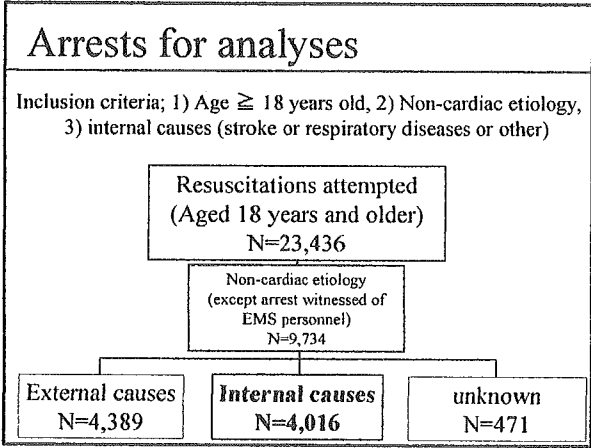 Arrests for analyses
Inclusion criteria; 1) Age ≧ 18 years old, 2) Non-cardiac etiology,
3) internal causes (stroke or respiratory diseases or other)
Resuscitations attempted
(Aged 18 years and older)
N=23,436
Non-cardiac etiology
(except arrest witnessed of
EMS personnel)
N=9,734
External causes
N=4,389
Internal causes
N=4,016
unknown
N=471